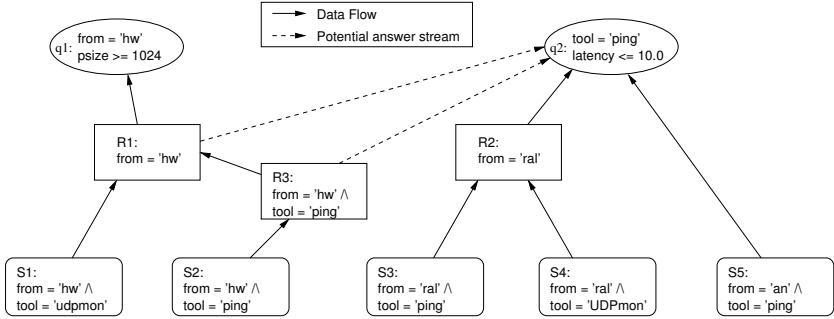 Data Flow
Potential answer stream
q1: from = 'hw'
psize >= 1024
q2: tool = 'ping'
latency <= 10.0
R1:
from = 'hw'
R2:
from = 'ral'
R3:
from = 'hw' /\
tool = 'ping'
S1:
from = 'hw' /\
tool = 'udpmon'
S2:
from = 'hw' /\
tool = 'ping'
S3:
from = 'ral' /\
tool = 'ping'
S4:
from = 'ral' /\
tool = 'UDPmon'
S5:
from = 'an' /\
tool = 'ping'